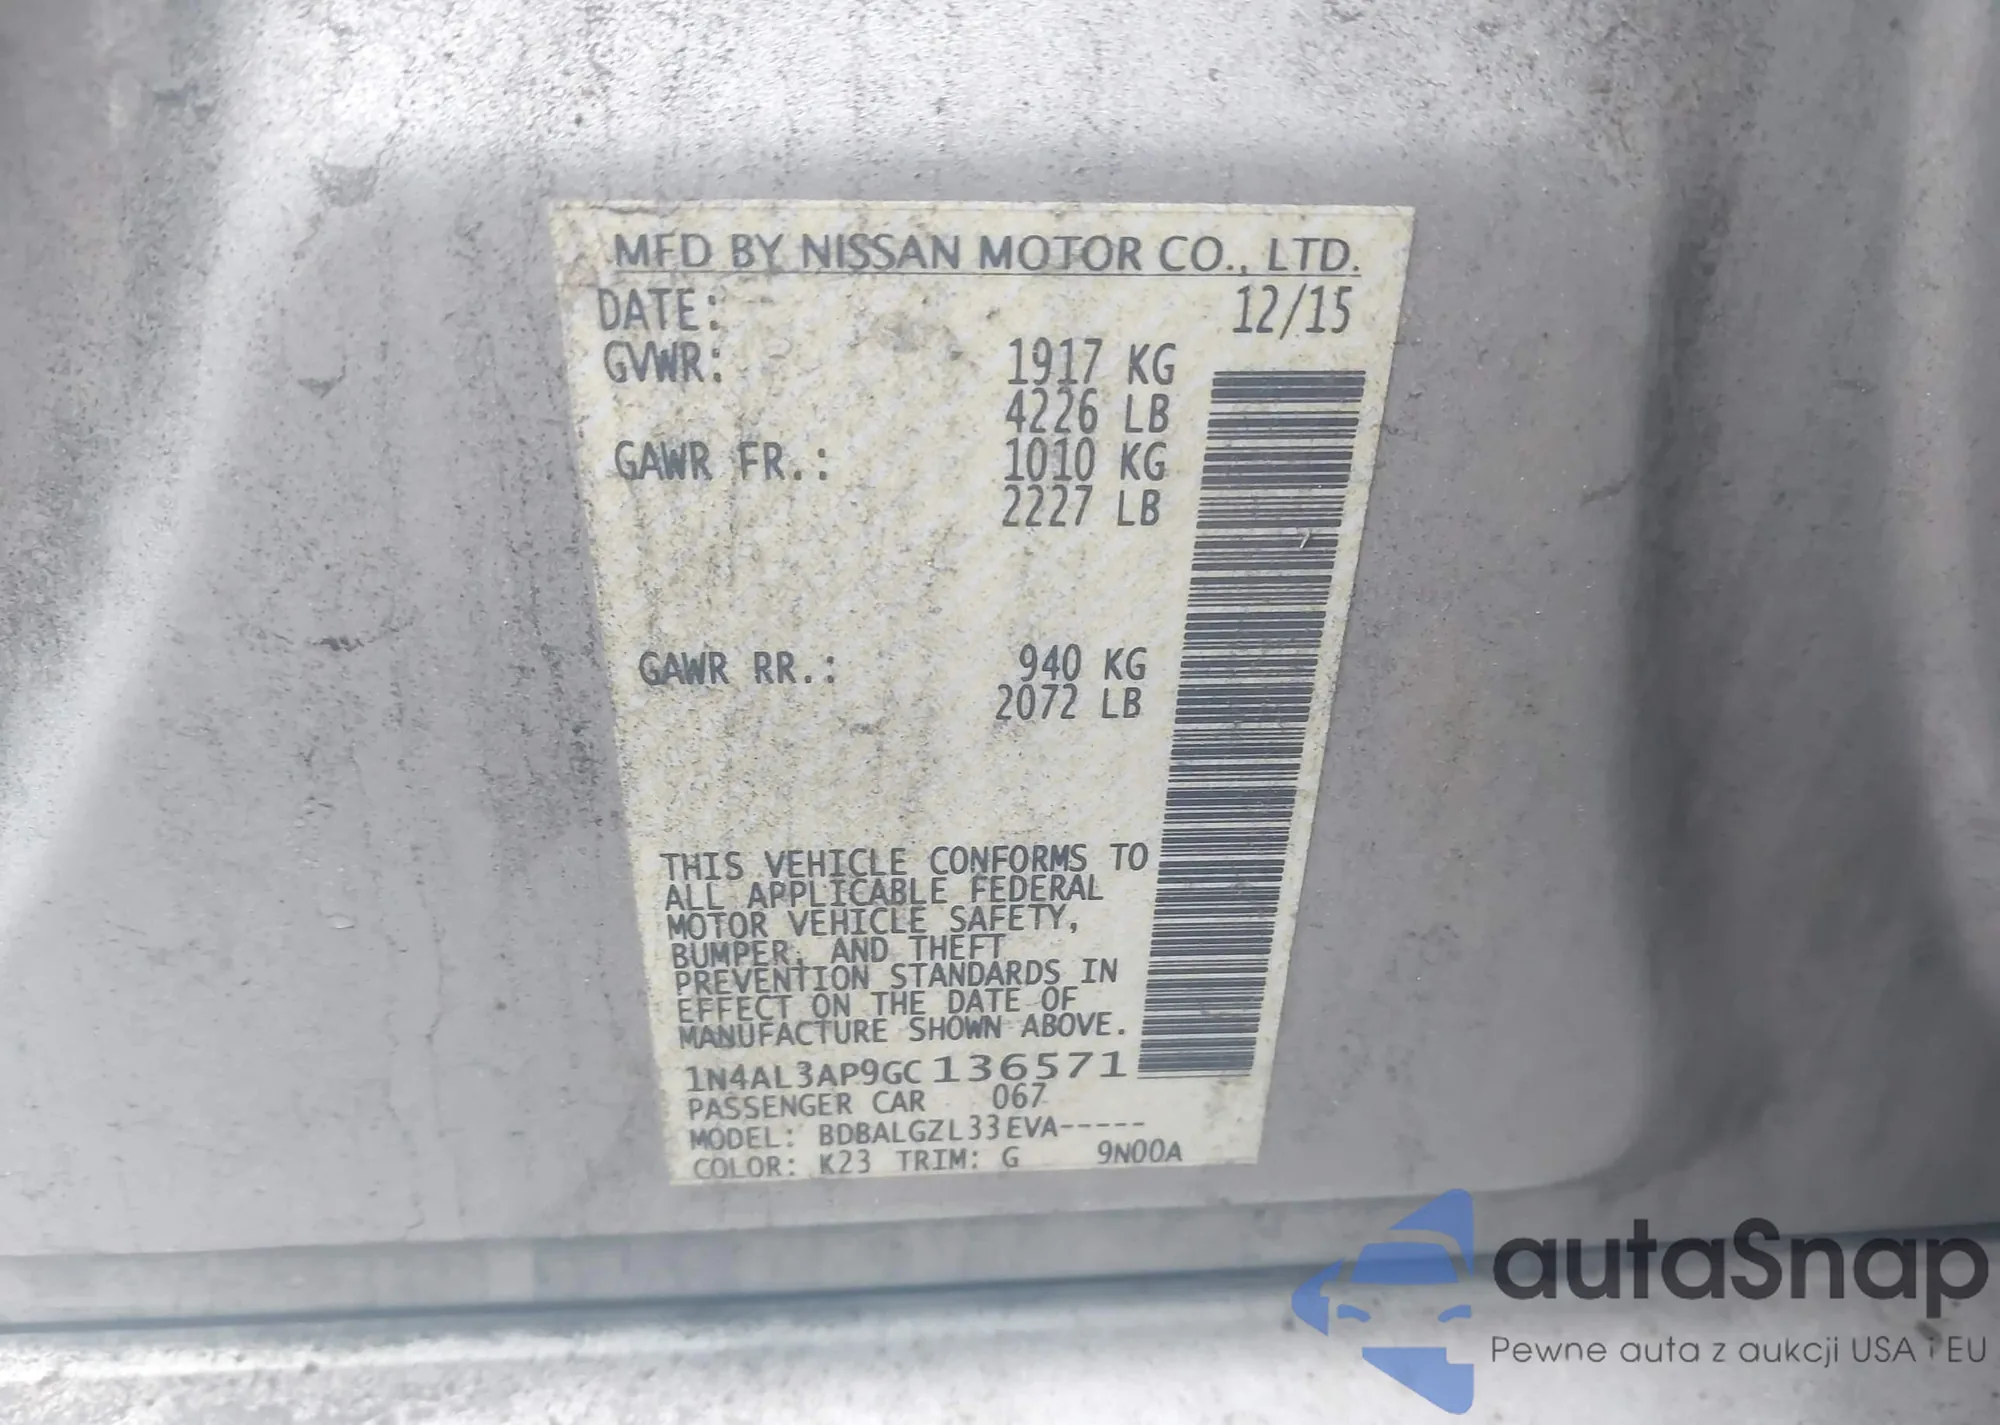 MFD BY NISSAN MOTOR CO., LTD.
DATE: 12/15
GVWR: 1917 KG
4226 LB
GAWR FR.: 1010 KG
2227 LB
GAWR RR.: 940 KG
2072 LB
THIS VEHICLE CONFORMS TO
ALL APPLICABLE FEDERAL
MOTOR VEHICLE SAFETY,
BUMPER, AND THEFT
PREVENTION STANDARDS IN
EFFECT ON THE DATE OF
MANUFACTURE SHOWN ABOVE.
1N4AL3AP9GC136571
PASSENGER CAR 067
MODEL: BDBALGZL33EVA-----
COLOR: K23 TRIM: G 9N00A
autaSnap
Pewne auta z aukcji USA i EU